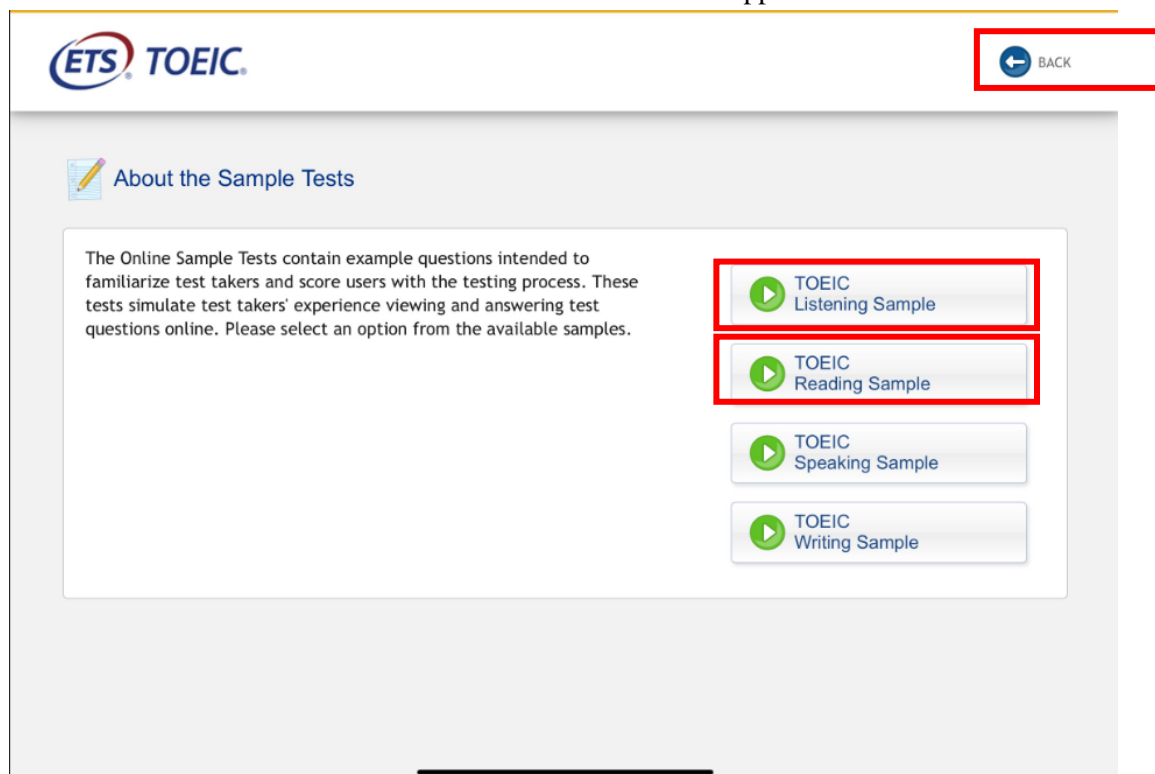 ETS® TOEIC®
BACK
About the Sample Tests
The Online Sample Tests contain example questions intended to
familiarize test takers and score users with the testing process. These
tests simulate test takers' experience viewing and answering test
questions online. Please select an option from the available samples.
TOEIC
Listening Sample
TOEIC
Reading Sample
TOEIC
Speaking Sample
TOEIC
Writing Sample